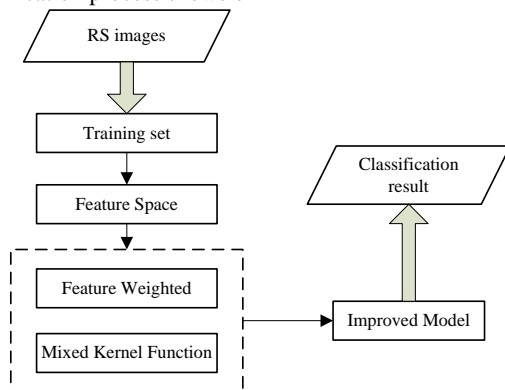 RS images
Training set
Feature Space
Feature Weighted
Mixed Kernel Function
Improved Model
Classification
result